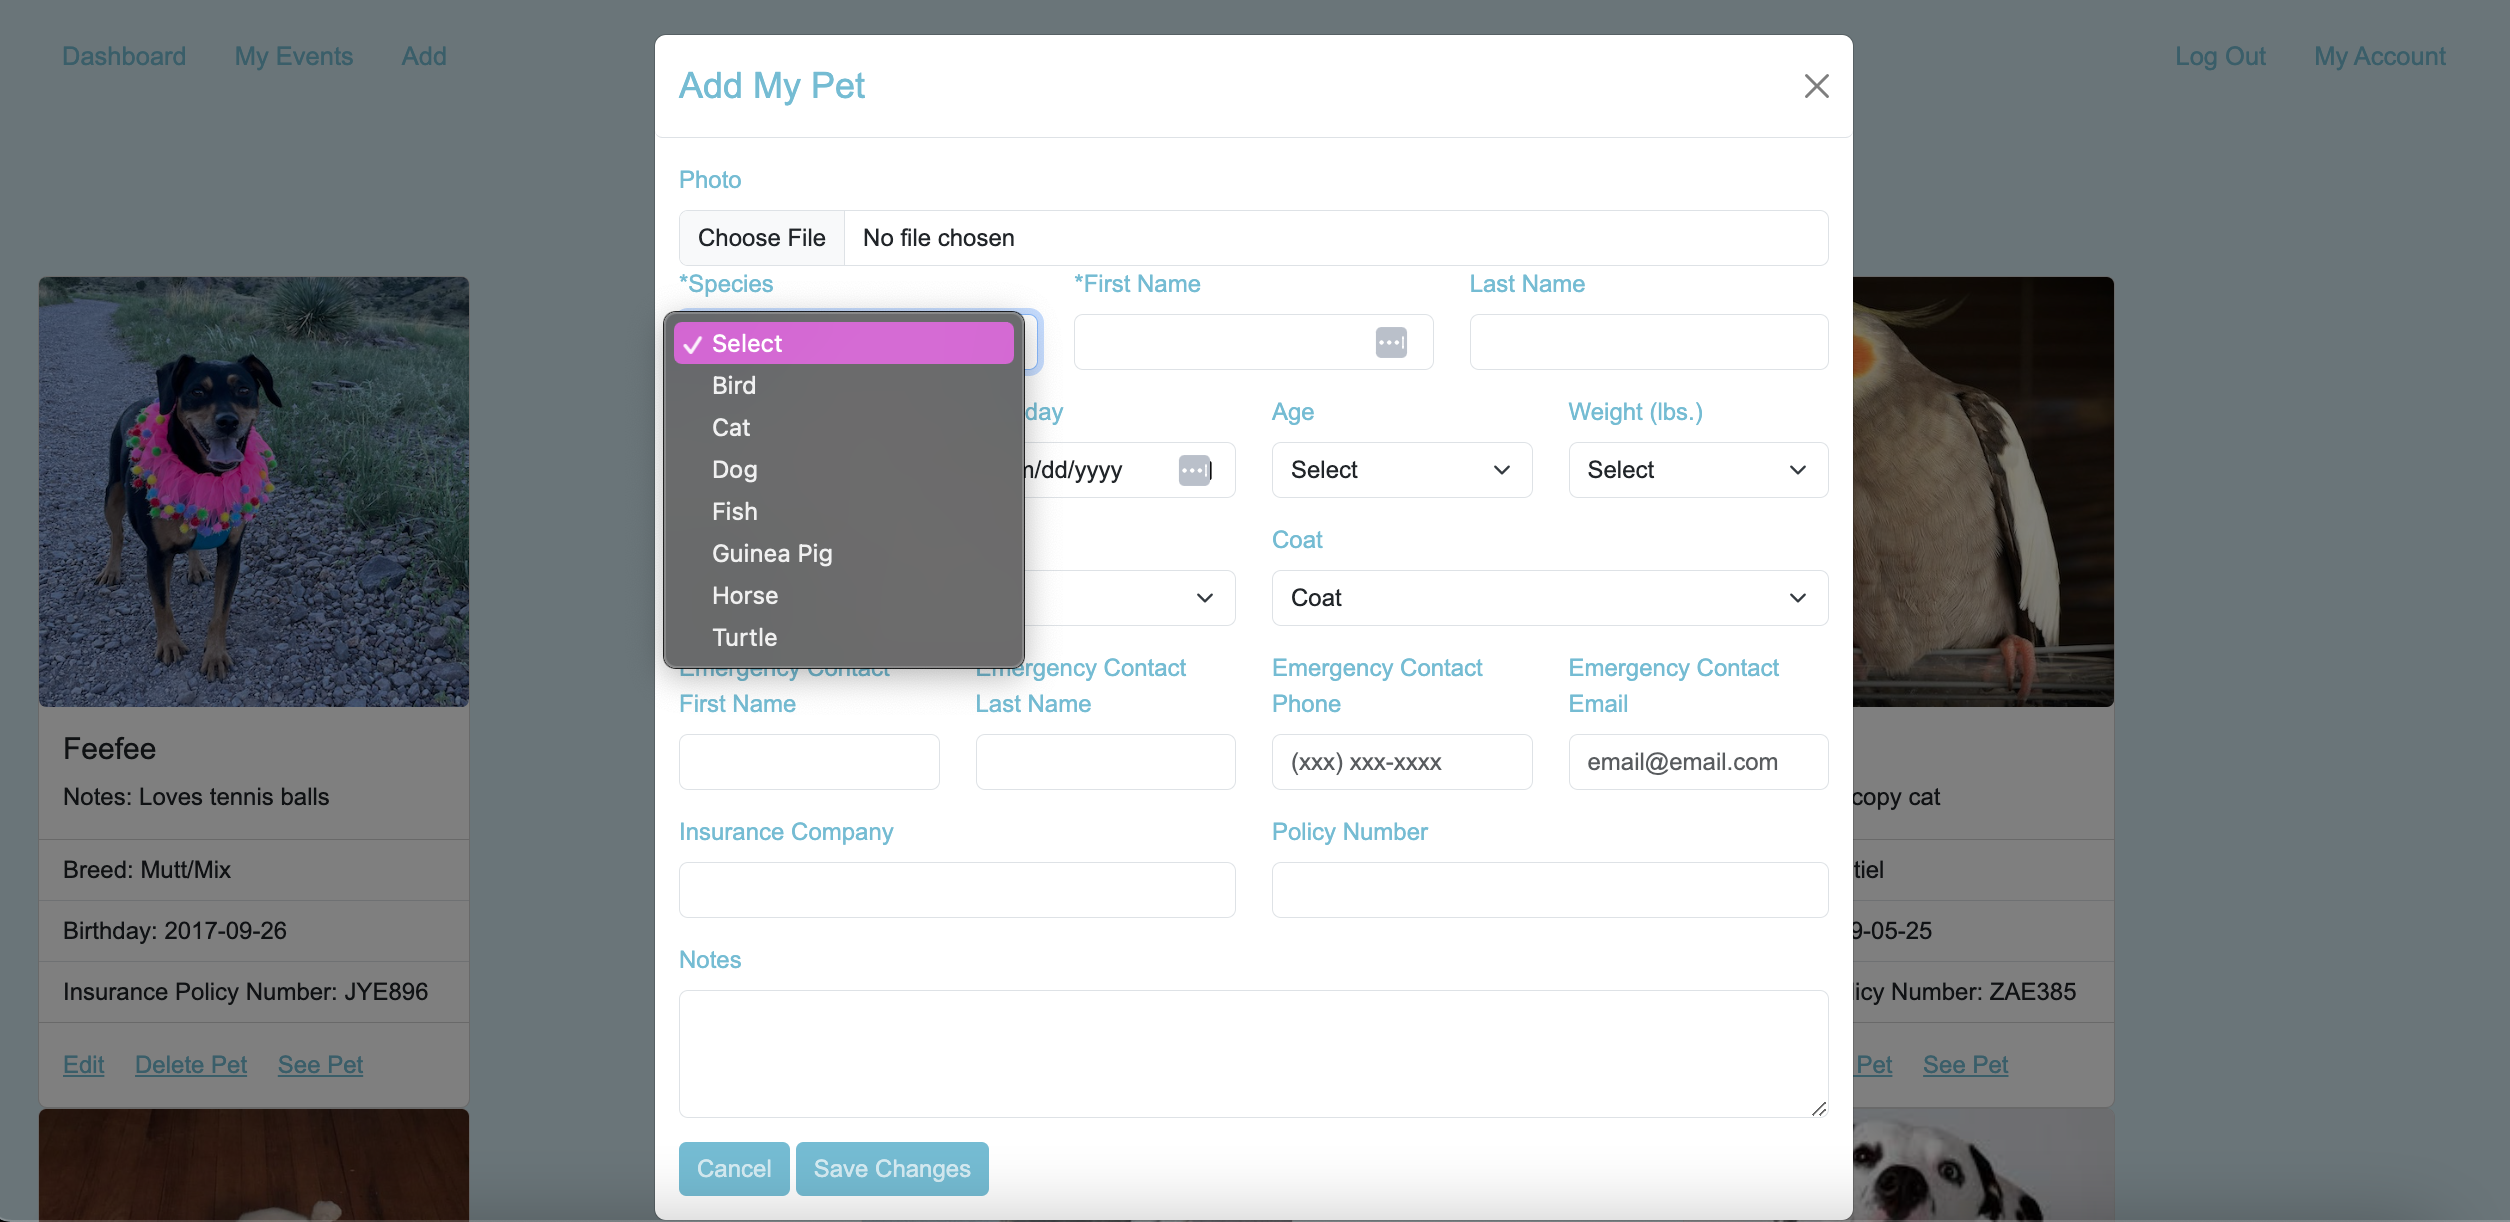 Dashboard My Events Add Log Out My Account
Add My Pet
Photo
Choose File No file chosen
*Species *First Name Last Name
Select
Bird
Cat
Dog
Fish
Guinea Pig
Horse
Turtle
day Age Weight (lbs.)
m/dd/yyyy Select Select
Coat
Coat
Emergency Contact First Name
Emergency Contact Last Name
Emergency Contact Phone
Emergency Contact Email
(xxx) xxx-xxxx email@email.com
Insurance Company Policy Number
Notes
Cancel Save Changes
Feefee
Notes: Loves tennis balls
Breed: Mutt/Mix
Birthday: 2017-09-26
Insurance Policy Number: JYE896
Edit Delete Pet See Pet
copy cat
tiel
9-05-25
icy Number: ZAE385
Pet See Pet